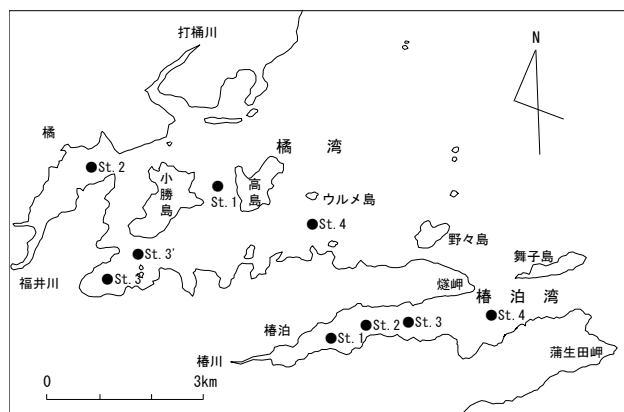 打樋川
N
橘
橘 湾
St.2
小勝島
St.1
高島
ウルメ島
St.4
St.3'
野々島
舞子島
福井川
St.3
燧岬
椿 泊 湾
椿泊
St.1
St.2
St.3
St.4
蒲生田岬
椿川
0 3km